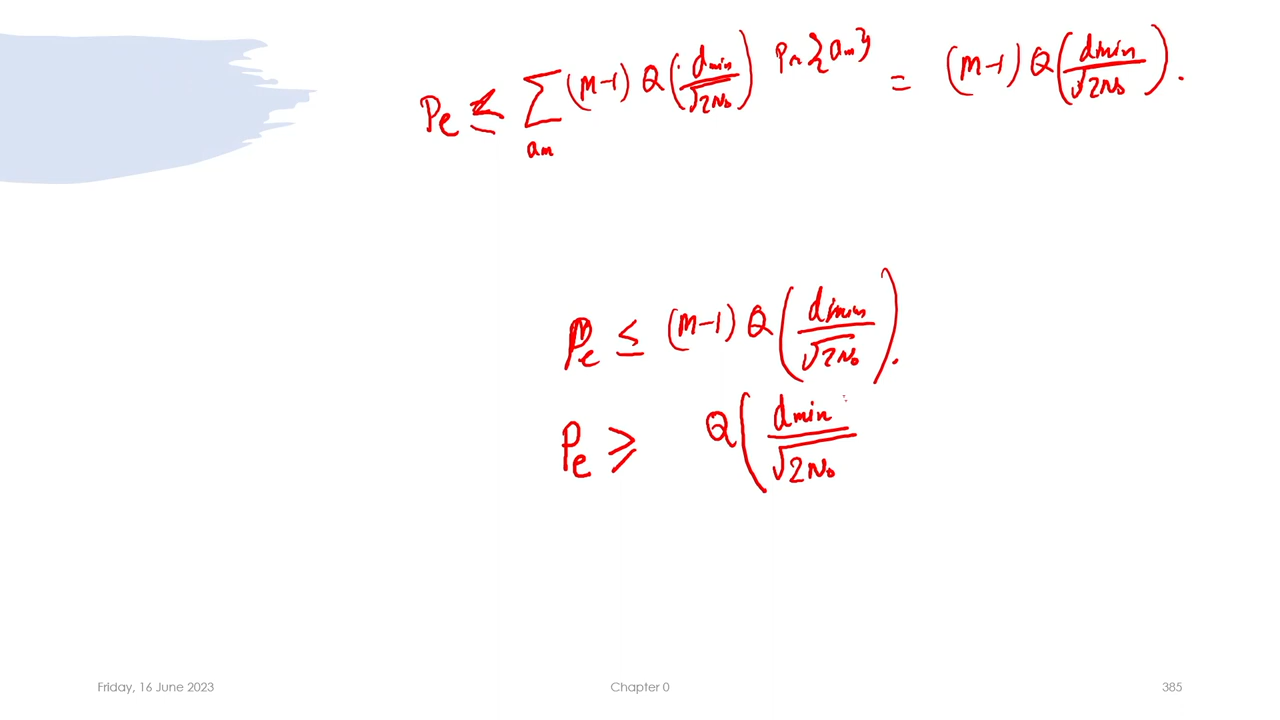 Pe ≤ ∑_{am} (M-1) Q(dmin/√2N₀) Pr{am} = (M-1) Q(dmin/√2N₀).
Pe ≤ (M-1) Q(dmin/√2N₀).
Pe ≥ Q(dmin/√2N₀
Friday, 16 June 2023 Chapter 0 385